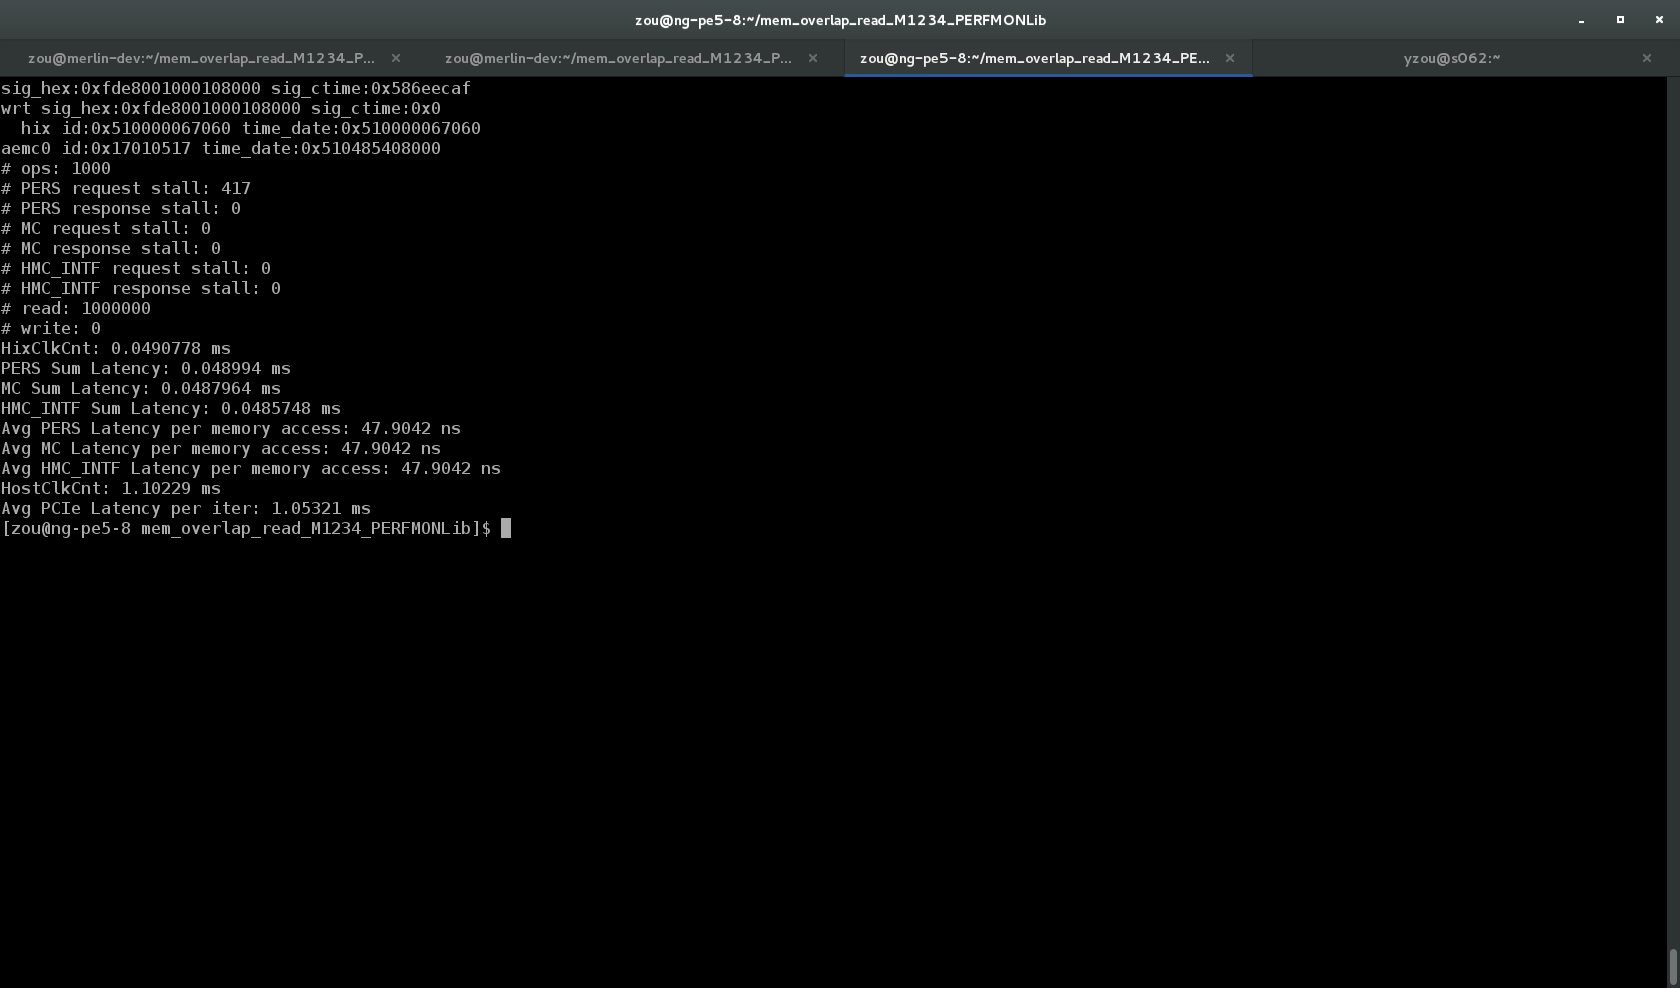 zou@ng-pe5-8:~/mem_overlap_read_M1234_PERFMONLib
zou@merlin-dev:~/mem_overlap_read_M1234_P... zou@merlin-dev:~/mem_overlap_read_M1234_P... zou@ng-pe5-8:~/mem_overlap_read_M1234_PE... yzou@s062:~
sig_hex:0xfde8001000108000 sig_ctime:0x586eecaf
wrt sig_hex:0xfde8001000108000 sig_ctime:0x0
  hix id:0x510000067060 time_date:0x510000067060
aemc0 id:0x17010517 time_date:0x510485408000
# ops: 1000
# PERS request stall: 417
# PERS response stall: 0
# MC request stall: 0
# MC response stall: 0
# HMC_INTF request stall: 0
# HMC_INTF response stall: 0
# read: 1000000
# write: 0
HixClkCnt: 0.0490778 ms
PERS Sum Latency: 0.048994 ms
MC Sum Latency: 0.0487964 ms
HMC_INTF Sum Latency: 0.0485748 ms
Avg PERS Latency per memory access: 47.9042 ns
Avg MC Latency per memory access: 47.9042 ns
Avg HMC_INTF Latency per memory access: 47.9042 ns
HostClkCnt: 1.10229 ms
Avg PCIe Latency per iter: 1.05321 ms
[zou@ng-pe5-8 mem_overlap_read_M1234_PERFMONLib]$